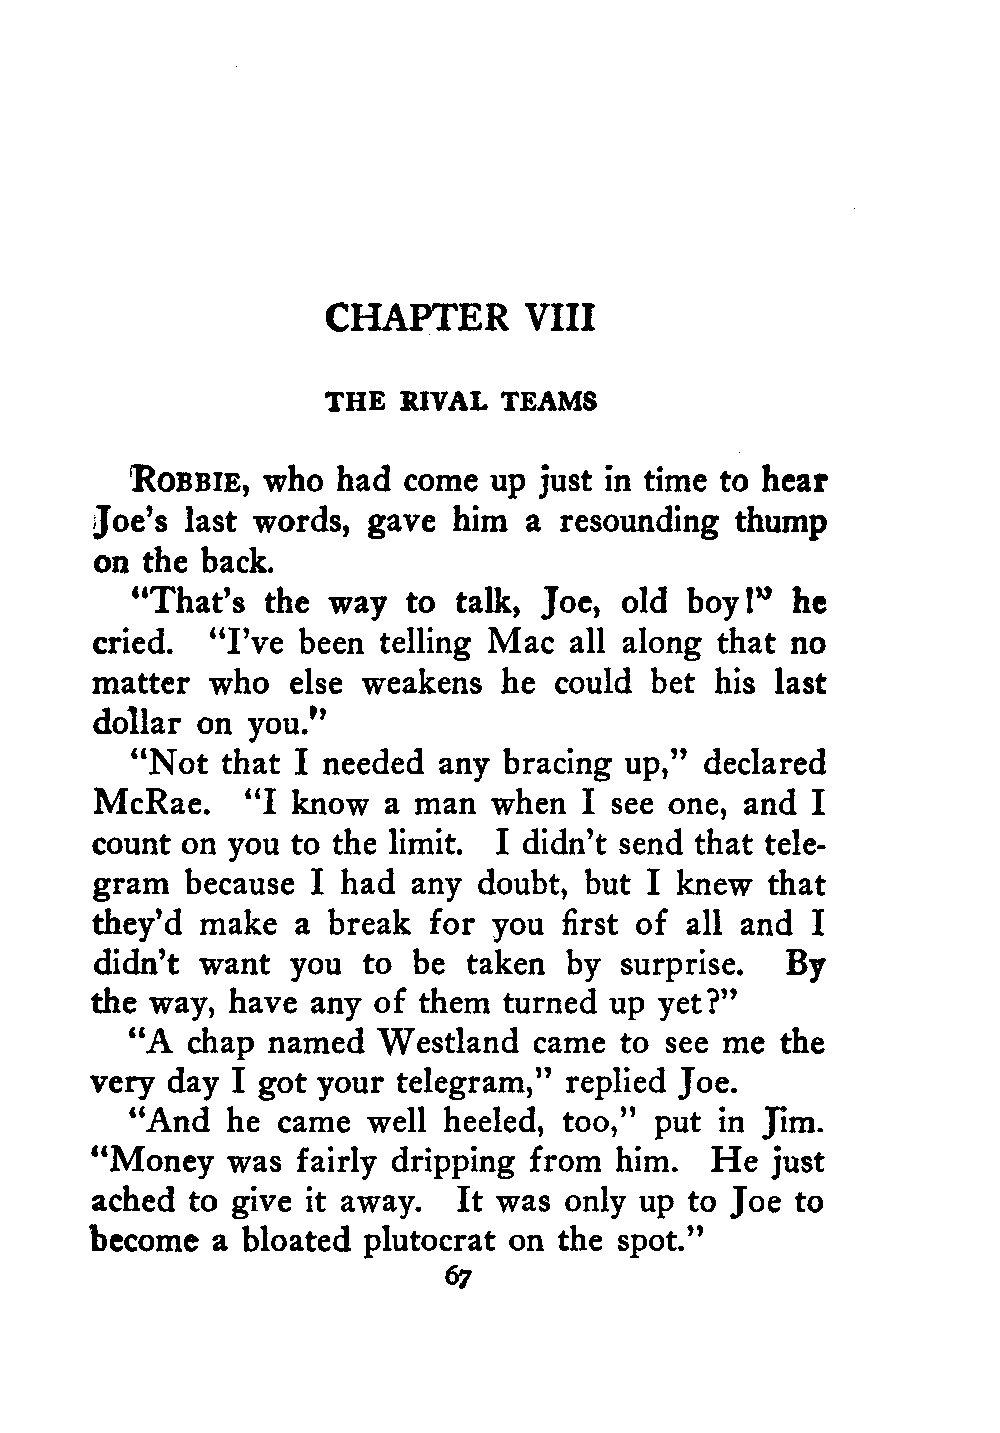 CHAPTER VIII
THE RIVAL TEAMS
ROBBIE, who had come up just in time to hear
Joe's last words, gave him a resounding thump
on the back.
"That's the way to talk, Joe, old boy!" he
cried. "I've been telling Mac all along that no
matter who else weakens he could bet his last
dollar on you."
"Not that I needed any bracing up," declared
McRae. "I know a man when I see one, and I
count on you to the limit. I didn't send that tele-
gram because I had any doubt, but I knew that
they'd make a break for you first of all and I
didn't want you to be taken by surprise. By
the way, have any of them turned up yet?"
"A chap named Westland came to see me the
very day I got your telegram," replied Joe.
"And he came well heeled, too," put in Jim.
"Money was fairly dripping from him. He just
ached to give it away. It was only up to Joe to
become a bloated plutocrat on the spot."
67